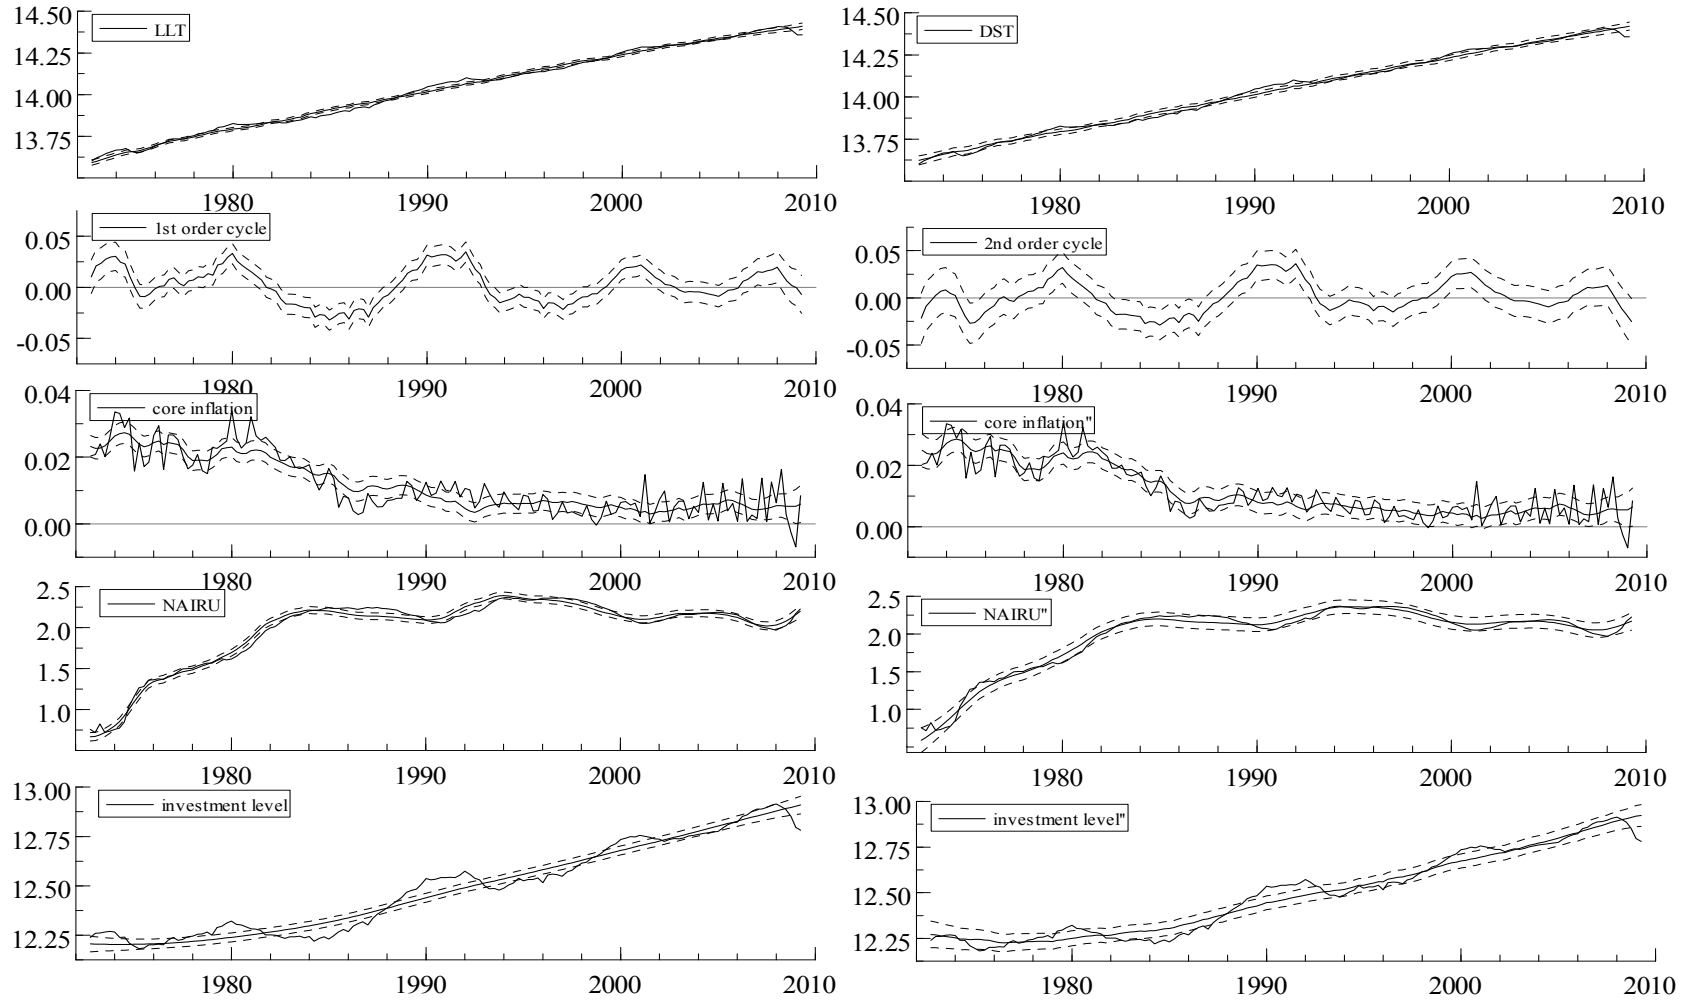 14.50
LLT
14.25
14.00
13.75
1980 1990 2000 2010
14.50
DST
14.25
14.00
13.75
1980 1990 2000 2010
0.05
1st order cycle
0.00
-0.05
1980 1990 2000 2010
2nd order cycle
0.05
0.00
-0.05
1980 1990 2000 2010
0.04
core inflation
0.02
0.00
1980 1990 2000 2010
0.04
core inflation"
0.02
0.00
1980 1990 2000 2010
2.5
NAIRU
2.0
1.5
1.0
1980 1990 2000 2010
2.5
NAIRU"
2.0
1.5
1.0
1980 1990 2000 2010
13.00
investment level
12.75
12.50
12.25
1980 1990 2000 2010
13.00
investment level"
12.75
12.50
12.25
1980 1990 2000 2010